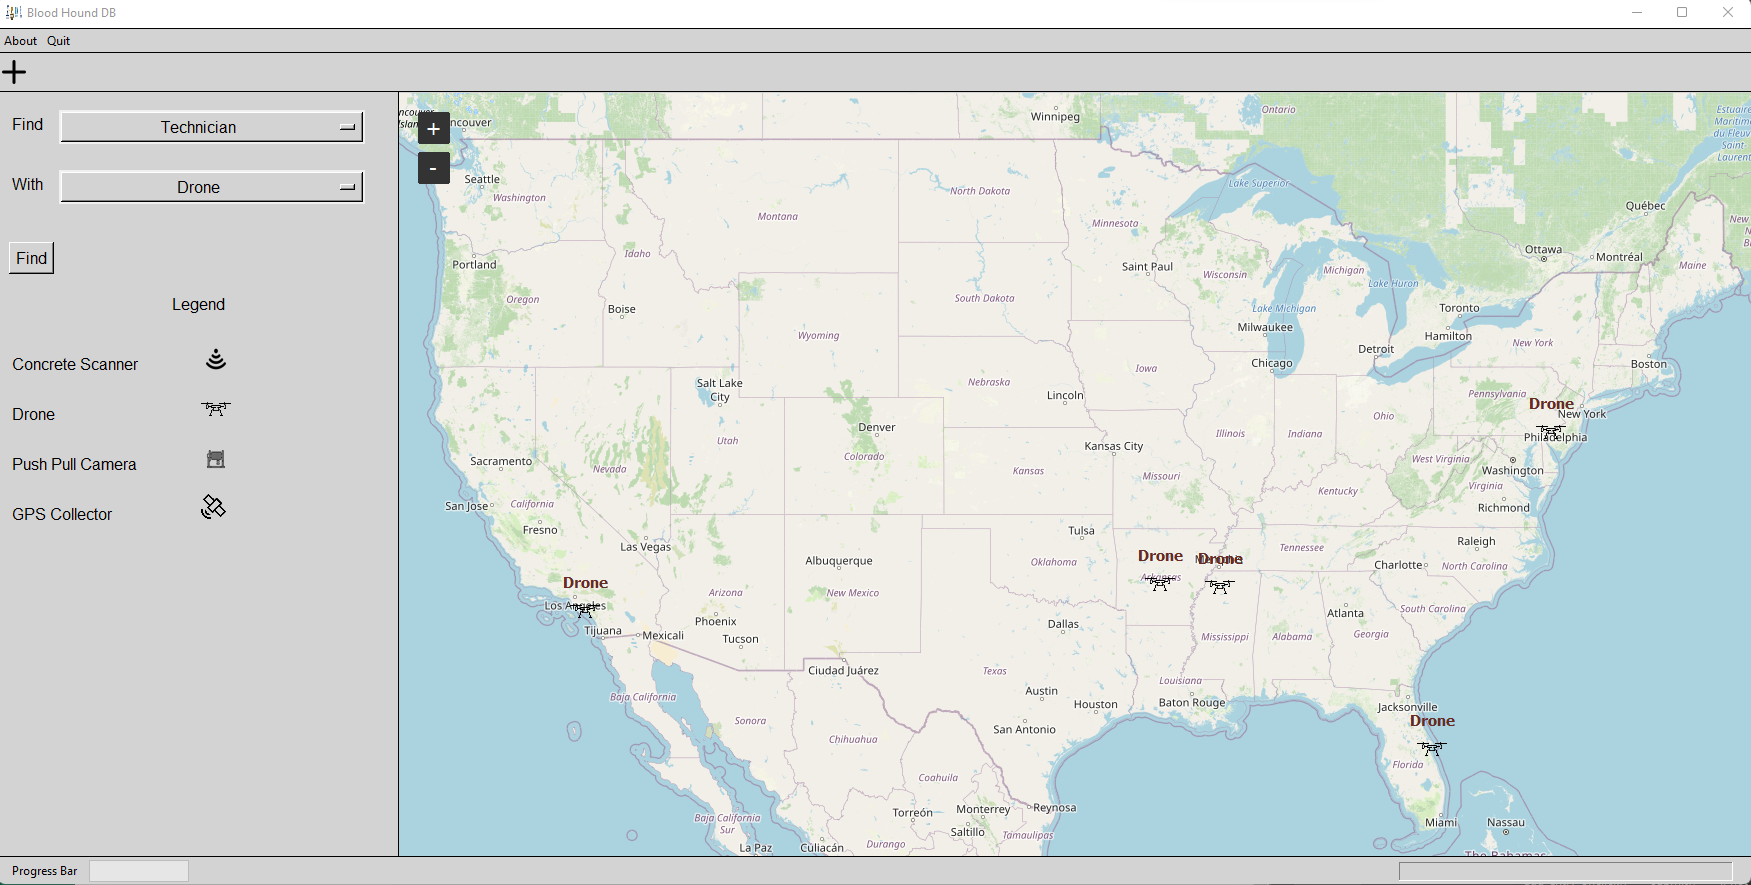 Blood Hound DB
About Quit
Find Technician
With Drone
Find
Legend
Concrete Scanner
Drone
Push Pull Camera
GPS Collector
+
-
Vancouver
Winnipeg
Ontario
Seattle
Washington
Lake Superior
North Dakota
Montana
Minnesota
Québec
Ottawa
Montréal
Portland
Idaho
Saint Paul
Wisconsin
Michigan
Lake Huron
Maine
Oregon
Boise
South Dakota
Lake Michigan
Toronto
Milwaukee
Hamilton
Wyoming
New York
Detroit
Chicago
Boston
Iowa
Salt Lake
City
Nebraska
Lincoln
Pennsylvania
Drone
New York
Ohio
Denver
Utah
Illinois
Indiana
Philadelphia
Kansas City
Colorado
Sacramento
Nevada
Kansas
West Virginia
Washington
Missouri
Virginia
Kentucky
San Jose
California
Richmond
Fresno
Tulsa
Raleigh
Las Vegas
Tennessee
Drone
Drone
Albuquerque
Oklahoma
Charlotte
North Carolina
Arkansas
Drone
Arizona
New Mexico
Los Angeles
South Carolina
Atlanta
Phoenix
Dallas
Tijuana
Mexicali
Tucson
Mississippi
Alabama
Georgia
Ciudad Juárez
Texas
Louisiana
Baja California
Austin
Houston
Baton Rouge
Jacksonville
Sonora
Drone
San Antonio
Chihuahua
Florida
Coahuila
Torreón
Monterrey
Reynosa
Baja California
Sur
Miami
Nassau
Saltillo
Tamaulipas
La Paz
Culiacán
Durango
The Bahamas
Progress Bar